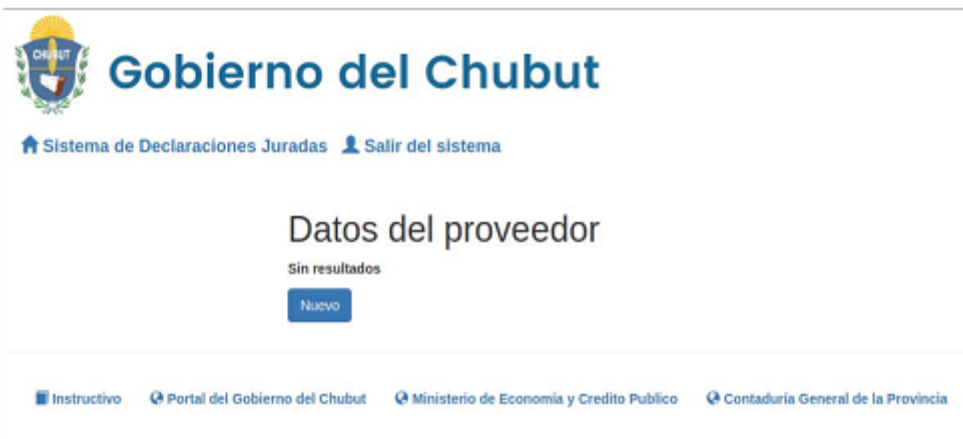 CHUBUT
Gobierno del Chubut
Sistema de Declaraciones Juradas Salir del sistema
Datos del proveedor
Sin resultados
Nuevo
Instructivo Portal del Gobierno del Chubut Ministerio de Economía y Credito Publico Contaduría General de la Provincia